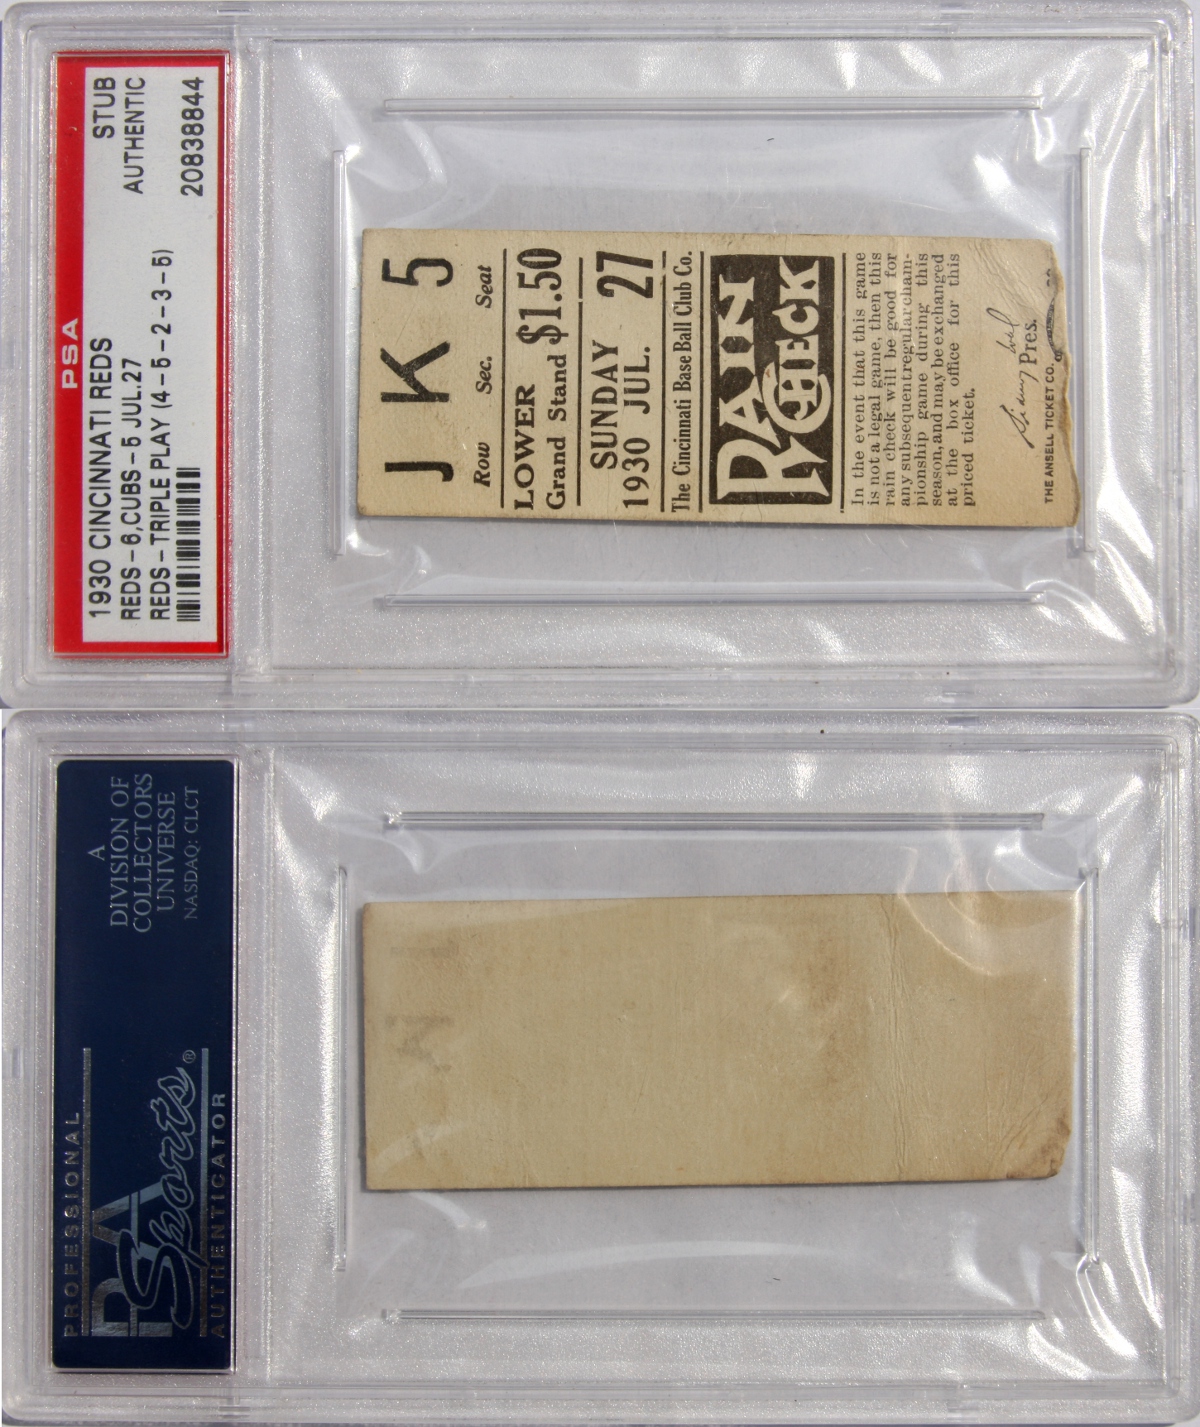 PSA
1930 CINCINNATI REDS STUB
REDS-6,CUBS-5 JUL.27 AUTHENTIC
REDS-TRIPLE PLAY (4-5-2-3-5)
20838844
J K 5
Row Sec. Seat
LOWER
Grand Stand $1.50
SUNDAY
1930 JUL. 27
The Cincinnati Base Ball Club Co.
RAIN
CHECK
In the event that this game
is not a legal game, then this
rain check will be good for
any subsequent regular cham-
pionship game during this
season, and may be exchanged
at the box office for this
priced ticket.
Sidney Weil Pres.
THE ANSELL TICKET CO.
PROFESSIONAL
PSA
Sports®
AUTHENTICATOR
A
DIVISION OF
COLLECTORS
UNIVERSE
NASDAQ: CLCT